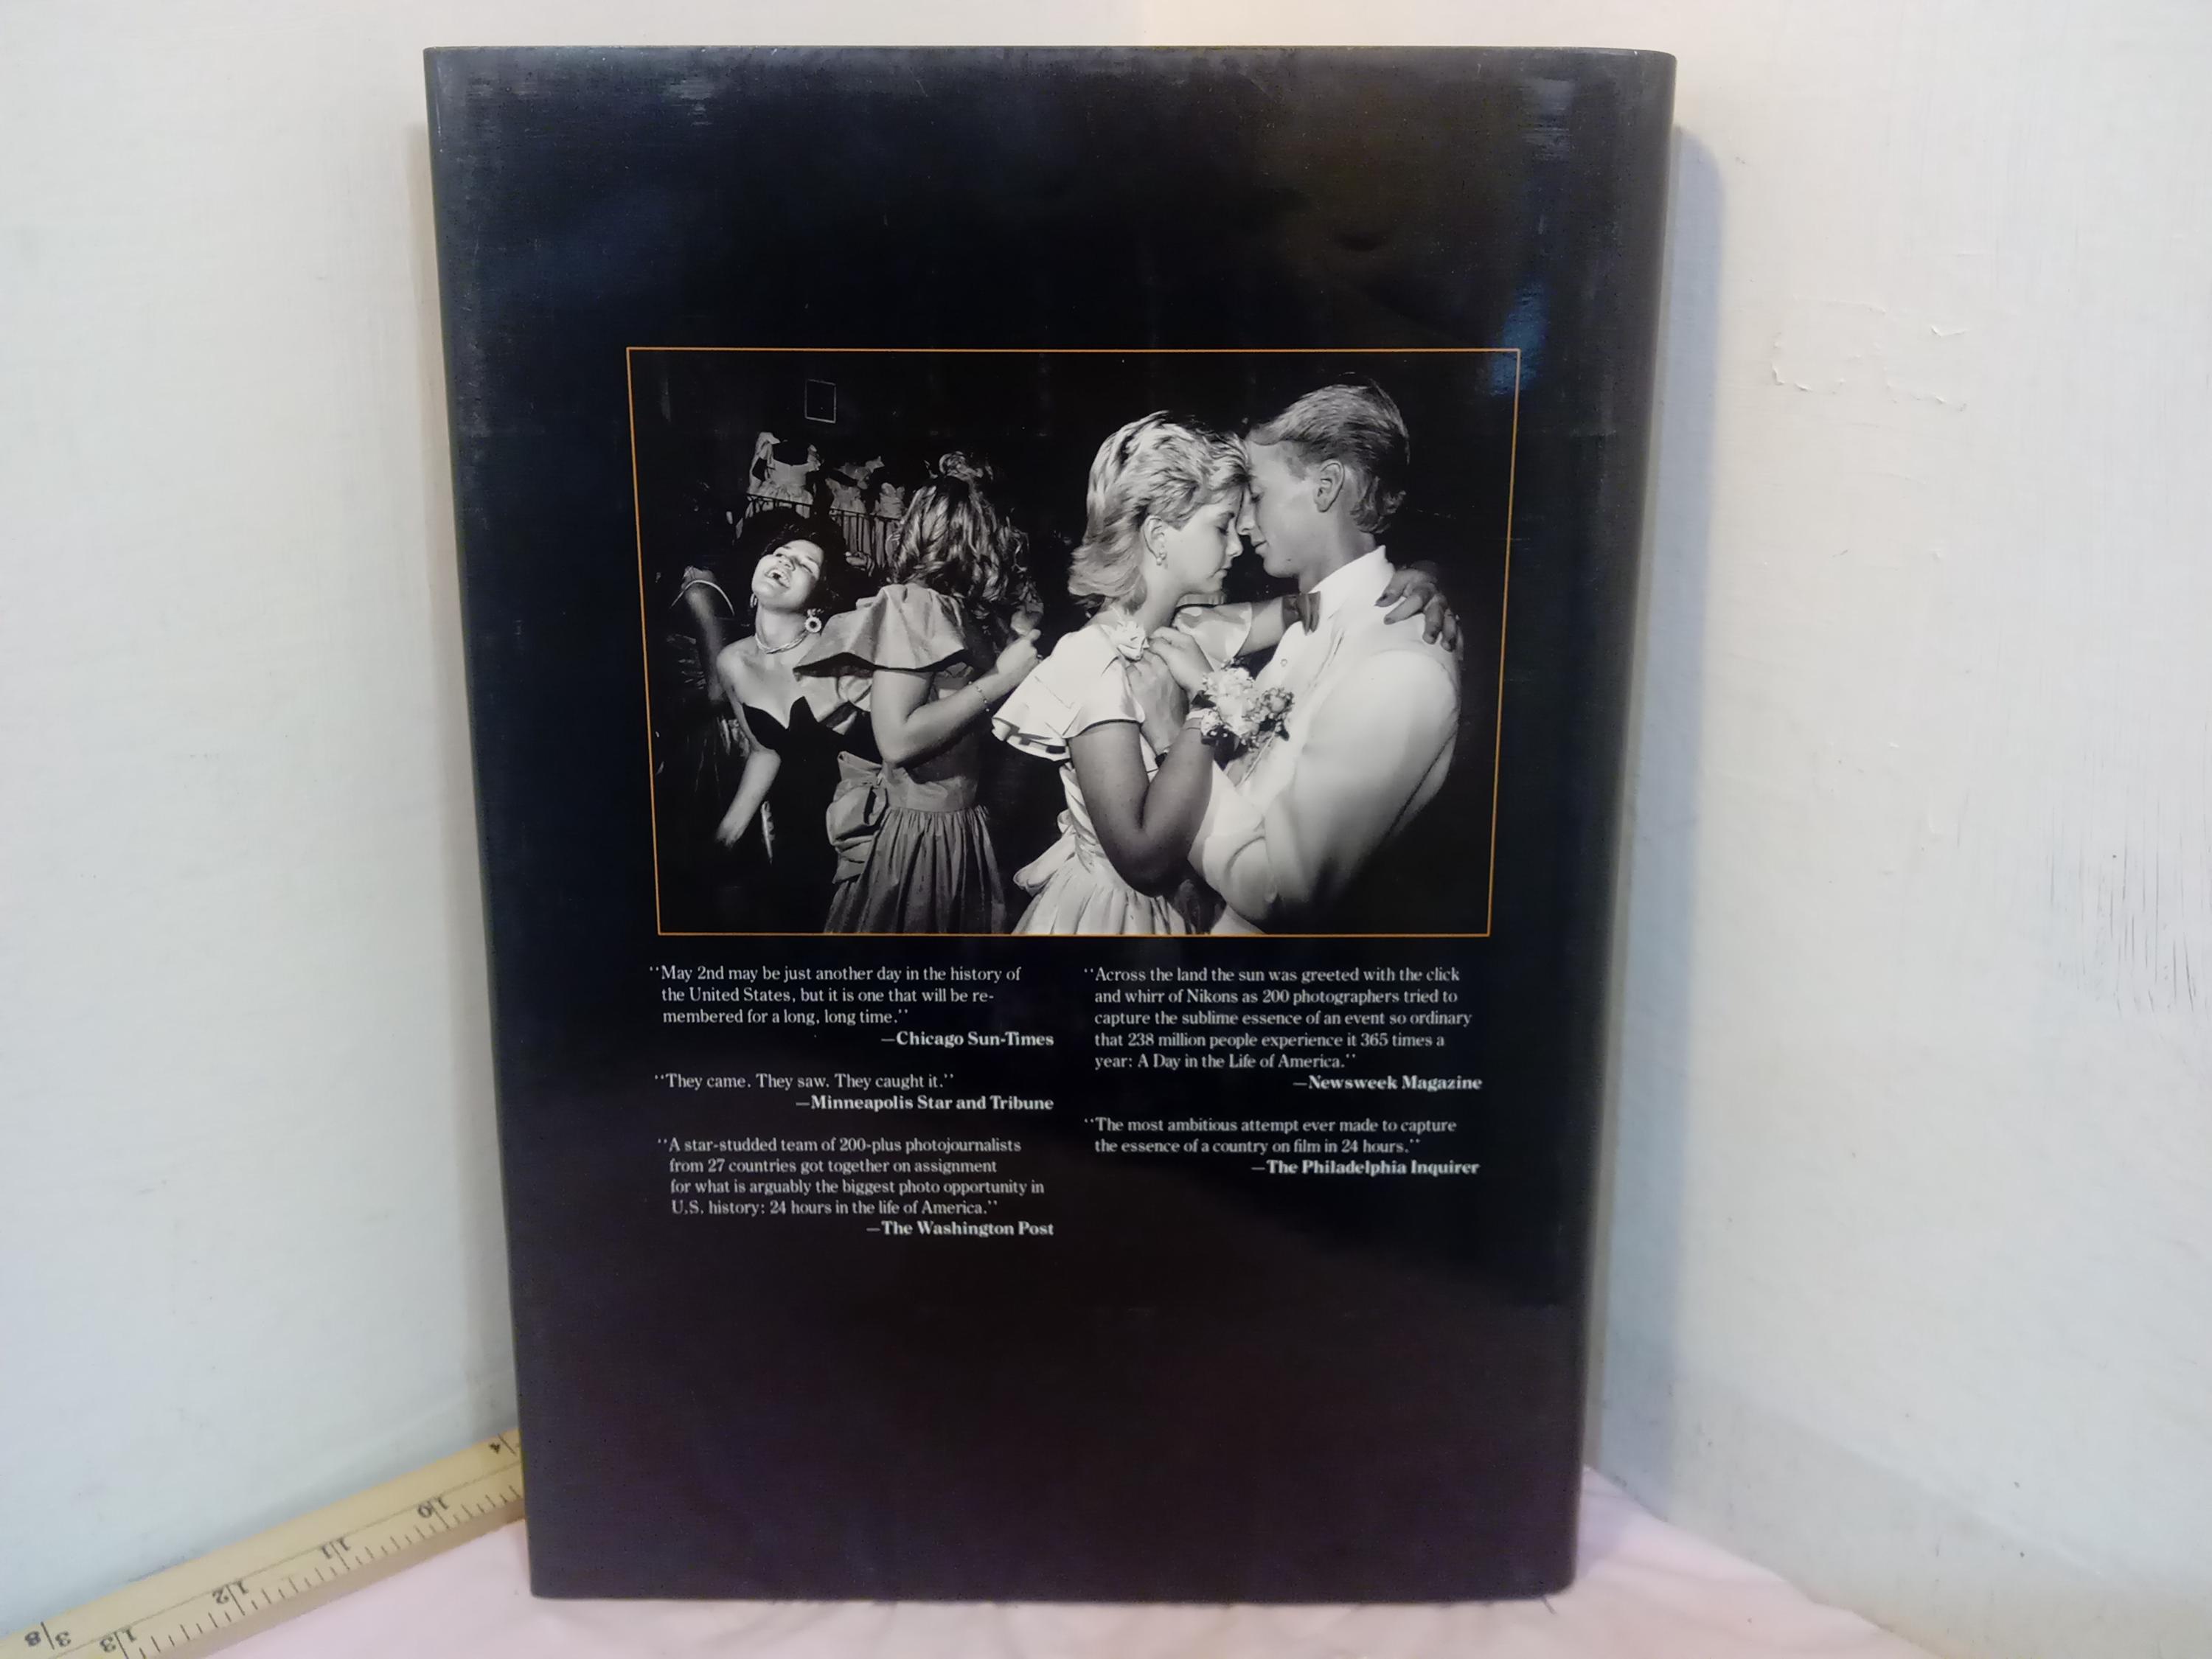 ‘‘May 2nd may be just another day in the history of
the United States, but it is one that will be re-
membered for a long, long time.’’
—Chicago Sun-Times
‘‘They came. They saw. They caught it.’’
—Minneapolis Star and Tribune
‘‘A star-studded team of 200-plus photojournalists
from 27 countries got together on assignment
for what is arguably the biggest photo opportunity in
U.S. history: 24 hours in the life of America.’’
—The Washington Post
‘‘Across the land the sun was greeted with the click
and whirr of Nikons as 200 photographers tried to
capture the sublime essence of an event so ordinary
that 238 million people experience it 365 times a
year: A Day in the Life of America.’’
—Newsweek Magazine
‘‘The most ambitious attempt ever made to capture
the essence of a country on film in 24 hours.’’
—The Philadelphia Inquirer